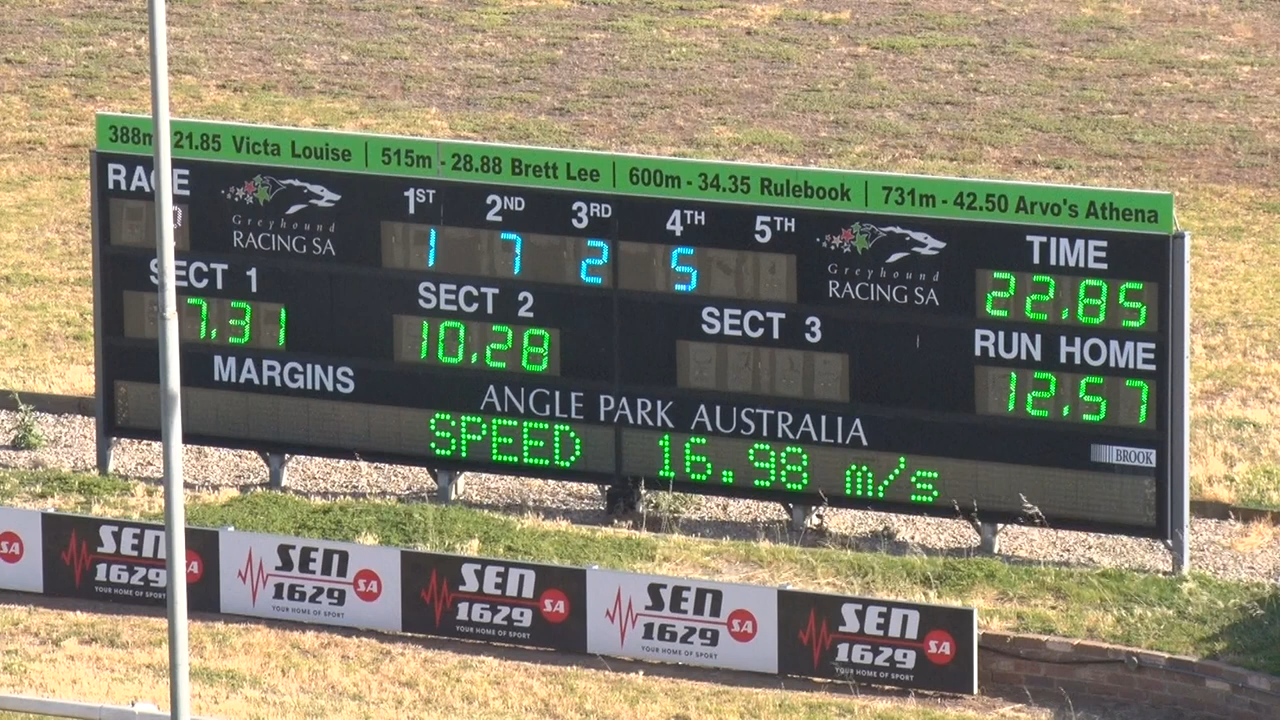 388m 21.85 Victa Louise | 515m - 28.88 Brett Lee | 600m - 34.35 Rulebook | 731m - 42.50 Arvo's Athena
RACE
Greyhound
RACING SA
1ST 2ND 3RD 4TH 5TH
1 7 2 5
Greyhound
RACING SA
TIME
22.85
SECT 1
7.31
SECT 2
10.28
SECT 3
RUN HOME
12.57
MARGINS
ANGLE PARK AUSTRALIA
SPEED 16.98 m/s
BROOK
SA
SEN
1629 SA
YOUR HOME OF SPORT
SEN
1629 SA
YOUR HOME OF SPORT
SEN
1629 SA
YOUR HOME OF SPORT
SEN
1629 SA
YOUR HOME OF SPORT
SEN
1629 SA
YOUR HOME OF SPORT